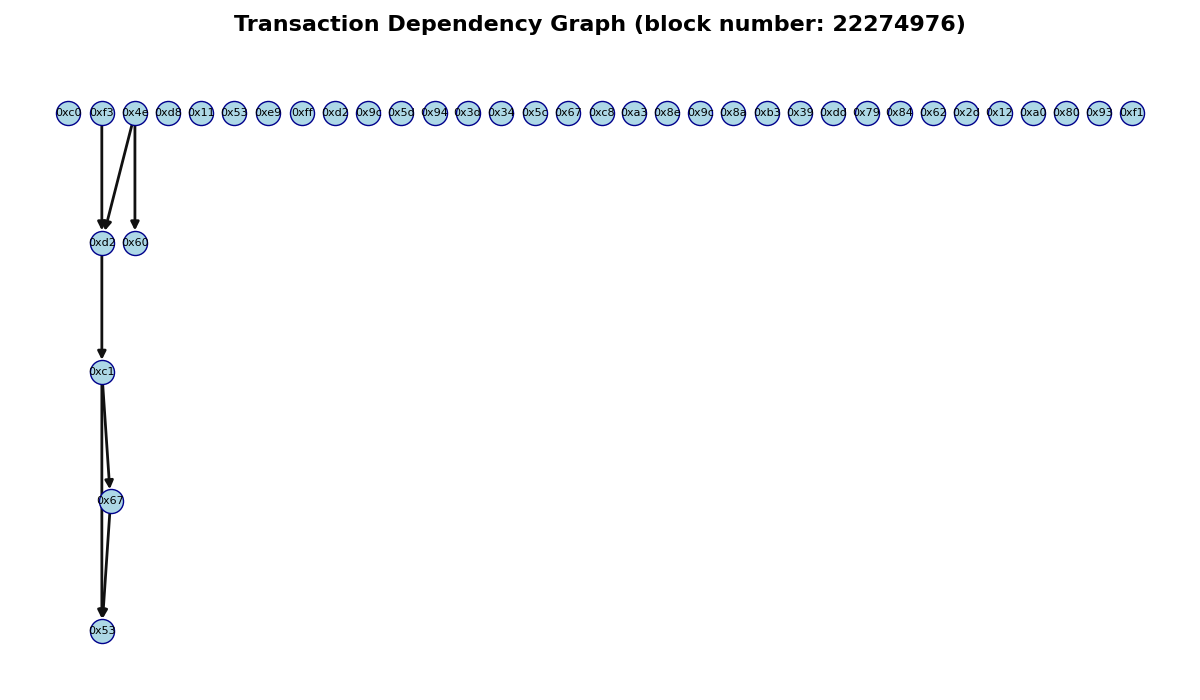 Transaction Dependency Graph (block number: 22274976)
0xc0 0xf3 0x4e 0xd8 0x11 0x53 0xe9 0xff 0xd2 0x9c 0x5d 0x94 0x3d 0x34 0x5c 0x67 0xc8 0xa3 0x8e 0x9c 0x8a 0xb3 0x39 0xdd 0x79 0x84 0x62 0x2d 0x12 0xa0 0x80 0x93 0xf1
0xd2 0x60
0xc1
0x67
0x53